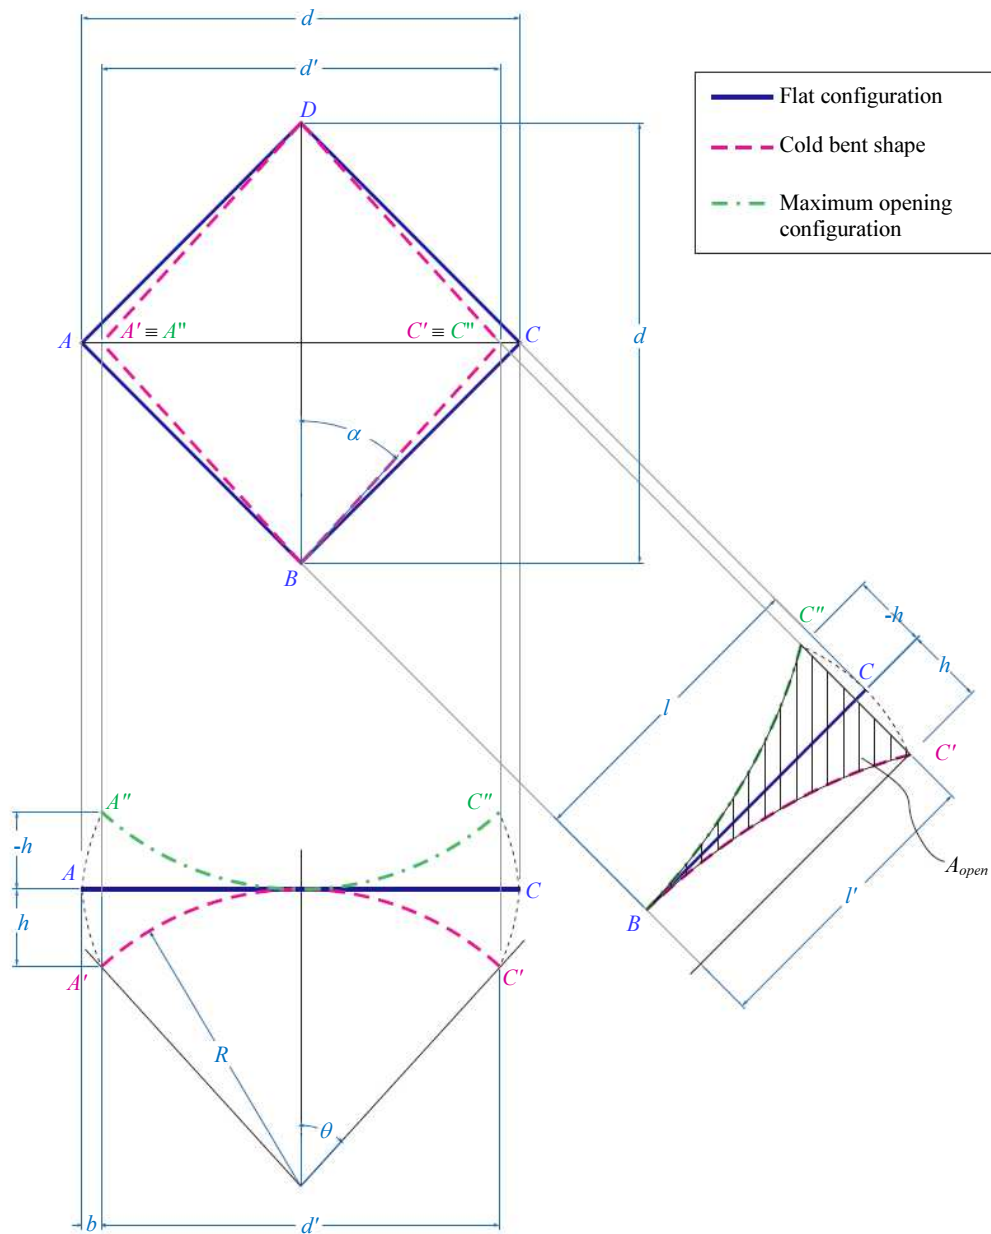 d
d'
D
Flat configuration
Cold bent shape
Maximum opening
configuration
A' ≡ A"
C' ≡ C"
C
A
d
α
B
C"
-h
C
h
l
C'
A"
C"
-h
A
C
A_open
h
l'
B
A'
C'
R
θ
b
d'